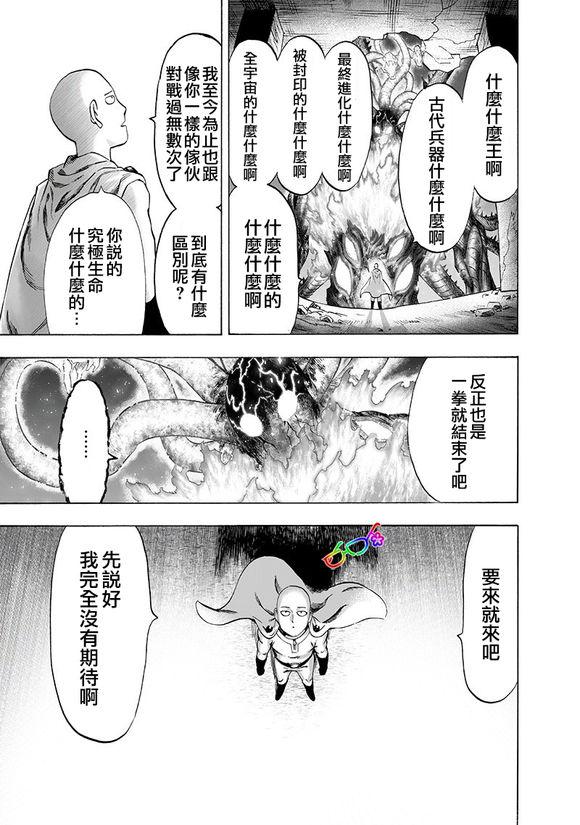 什麼什麼王啊
古代兵器什麼什麼啊
最終進化什麼什麼啊
被封印的什麼什麼啊
全宇宙的什麼什麼啊
什麼什麼的
什麼什麼啊
我至今為止也跟
像你一樣的傢伙
對戰過無數次了
到底有什麼
區別呢？
你說的
究極生命
什麼什麼的…
反正也是
一拳就結束了吧
……
要來就來吧
先說好
我完全沒有期待啊